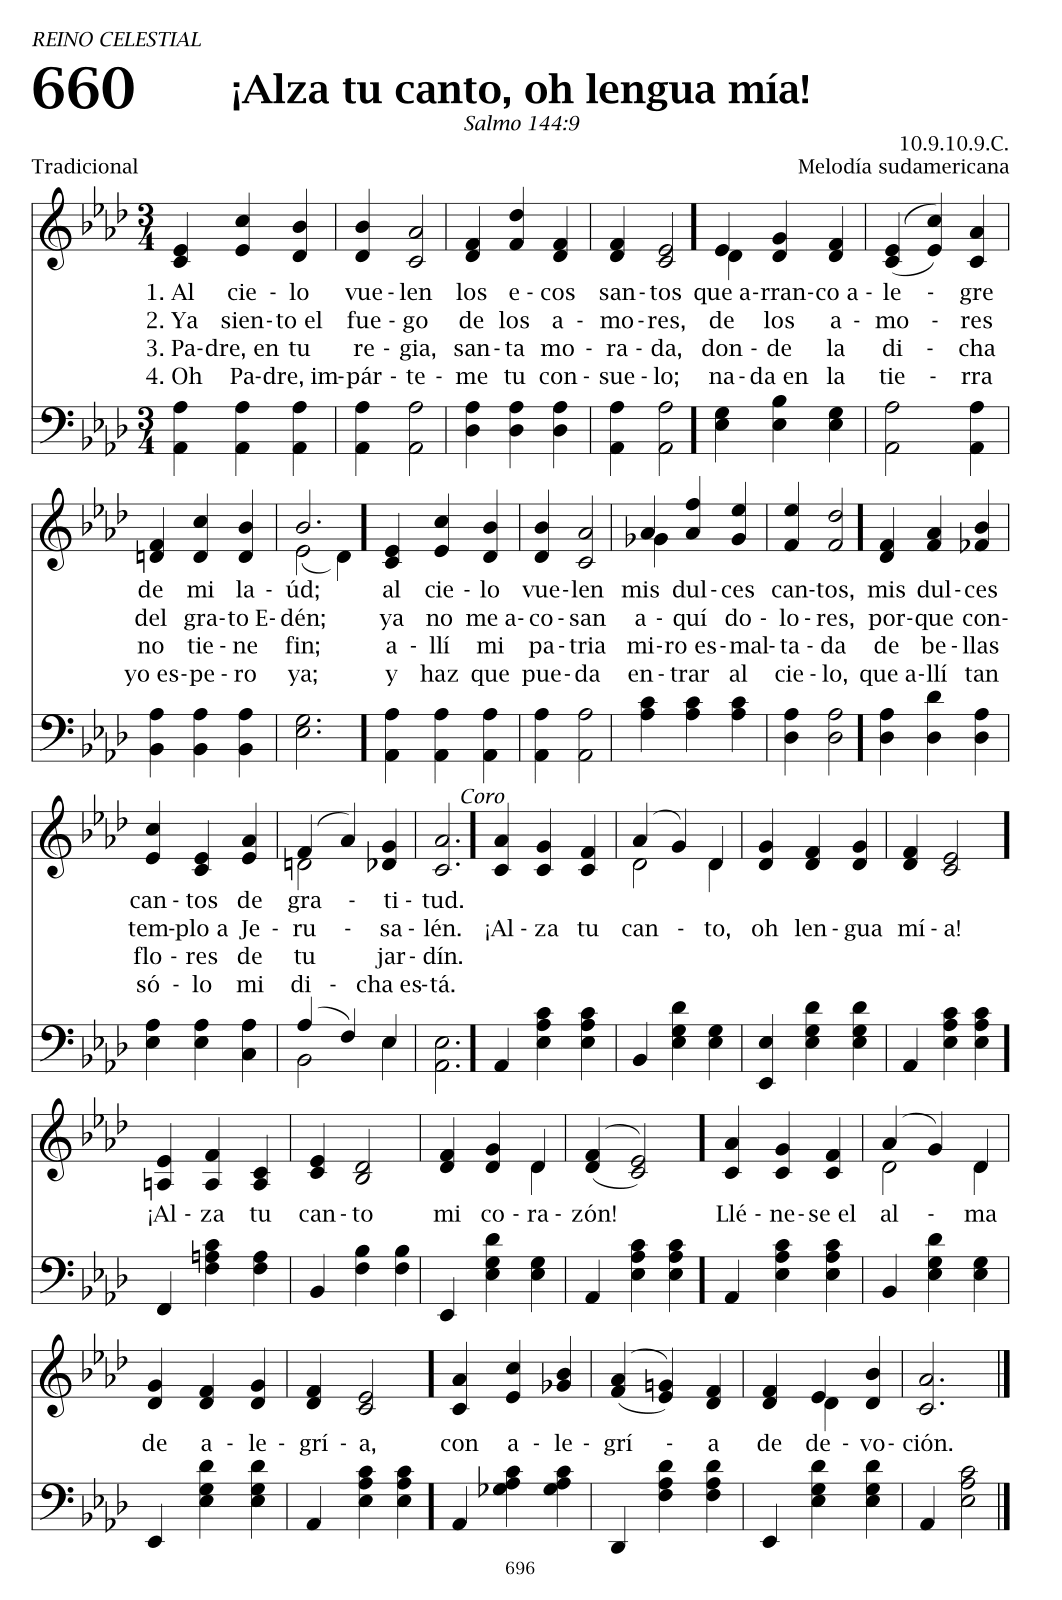 REINO CELESTIAL
660 ¡Alza tu canto, oh lengua mía!
Salmo 144:9
10.9.10.9.C.
Tradicional Melodía sudamericana
3 4
1. Al cie - lo vue - len los e - cos san - tos que a - rran - co a - le - gre
2. Ya sien - to el fue - go de los a - mo - res, de los a - mo - res
3. Pa - dre, en tu re - gia, san - ta mo - ra - da, don - de la di - cha
4. Oh Pa - dre, im - pár - te - me tu con - sue - lo; na - da en la tie - rra
3 4
de mi la - úd; al cie - lo vue - len mis dul - ces can - tos, mis dul - ces
del gra - to E - dén; ya no me a - co - san a - quí do - lo - res, por - que con -
no tie - ne fin; a - llí mi pa - tria mi - ro es - mal - ta - da de be - llas
yo es - pe - ro ya; y haz que pue - da en - trar al cie - lo, que a - llí tan
Coro
can - tos de gra - ti - tud.
tem - plo a Je - ru - sa - lén. ¡Al - za tu can - to, oh len - gua mí - a!
flo - res de tu jar - dín.
só - lo mi di - cha es - tá.
¡Al - za tu can - to mi co - ra - zón! Llé - ne - se el al - ma
de a - le - grí - a, con a - le - grí - a de de - vo - ción.
696